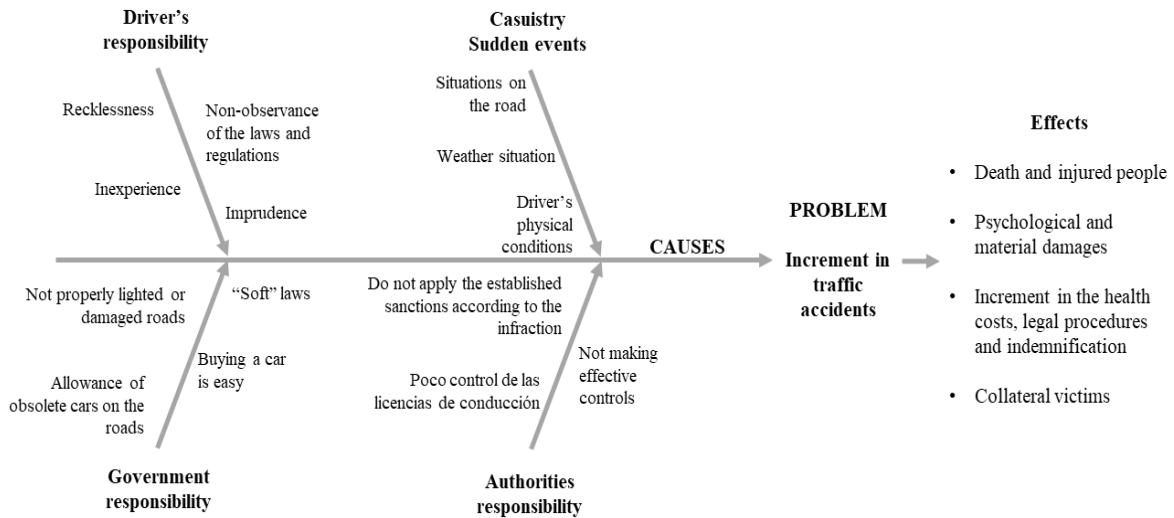 Driver’s
responsibility
Recklessness
Non-observance
of the laws and
regulations
Inexperience
Imprudence
Casuistry
Sudden events
Situations on
the road
Weather situation
Driver’s
physical
conditions
CAUSES
Not properly lighted or
damaged roads
“Soft” laws
Buying a car
is easy
Allowance of
obsolete cars on the
roads
Government
responsibility
Do not apply the established
sanctions according to the
infraction
Not making
effective
controls
Poco control de las
licencias de conducción
Authorities
responsibility
PROBLEM
Increment in
traffic
accidents
Effects
• Death and injured people
• Psychological and
material damages
• Increment in the health
costs, legal procedures
and indemnification
• Collateral victims